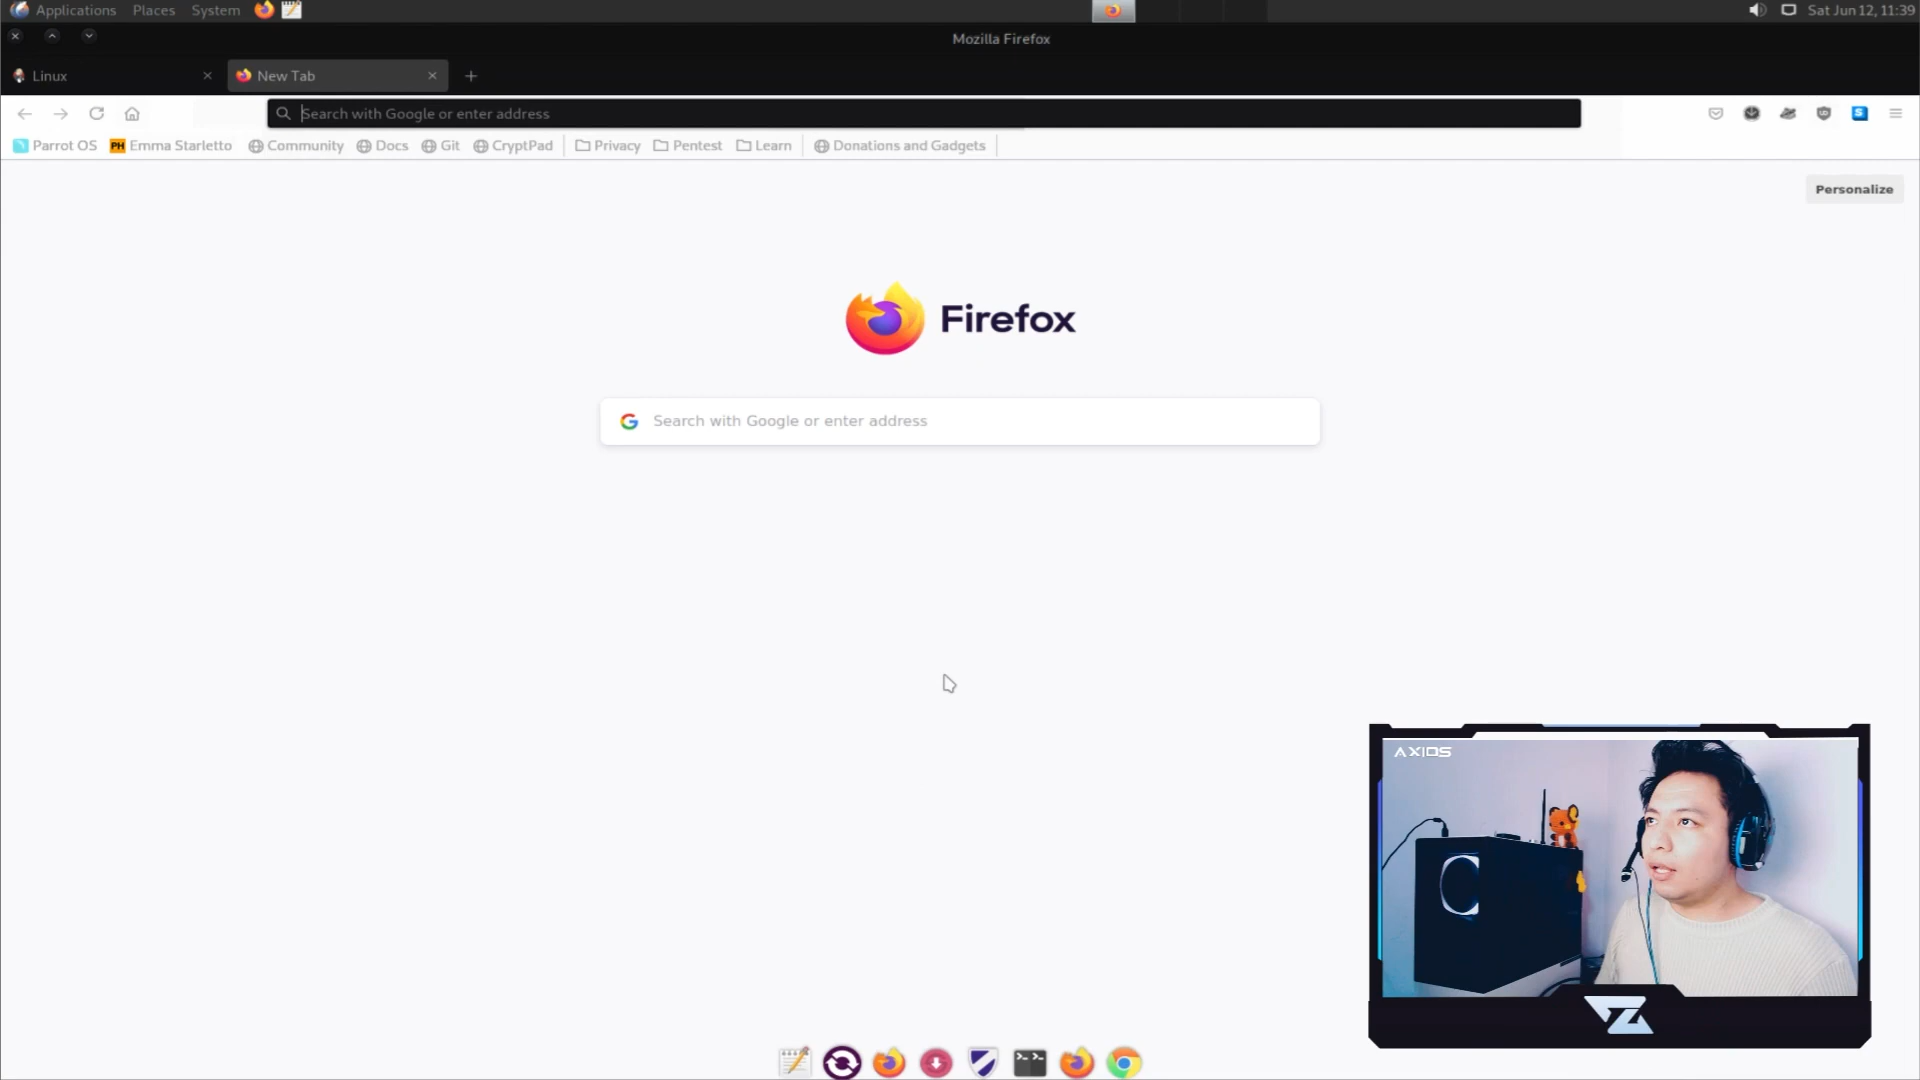 Applications Places System
Sat Jun 12, 11:39
Mozilla Firefox
Linux
New Tab
Search with Google or enter address
Parrot OS
PH Emma Starletto
Community
Docs
Git
CryptPad
Privacy
Pentest
Learn
Donations and Gadgets
Personalize
Firefox
Search with Google or enter address
AXIOS